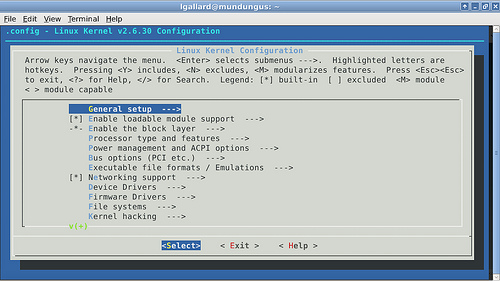 lgallard@mundungus: ~
File Edit View Terminal Help
.config - Linux Kernel v2.6.30 Configuration
Linux Kernel Configuration
Arrow keys navigate the menu. <Enter> selects submenus --->. Highlighted letters are
hotkeys. Pressing <Y> includes, <N> excludes, <M> modularizes features. Press <Esc><Esc>
to exit, <?> for Help, </> for Search. Legend: [*] built-in [ ] excluded <M> module
< > module capable
General setup --->
[*] Enable loadable module support --->
-*- Enable the block layer --->
Processor type and features --->
Power management and ACPI options --->
Bus options (PCI etc.) --->
Executable file formats / Emulations --->
[*] Networking support --->
Device Drivers --->
Firmware Drivers --->
File systems --->
Kernel hacking --->
v(+)
<Select> < Exit > < Help >